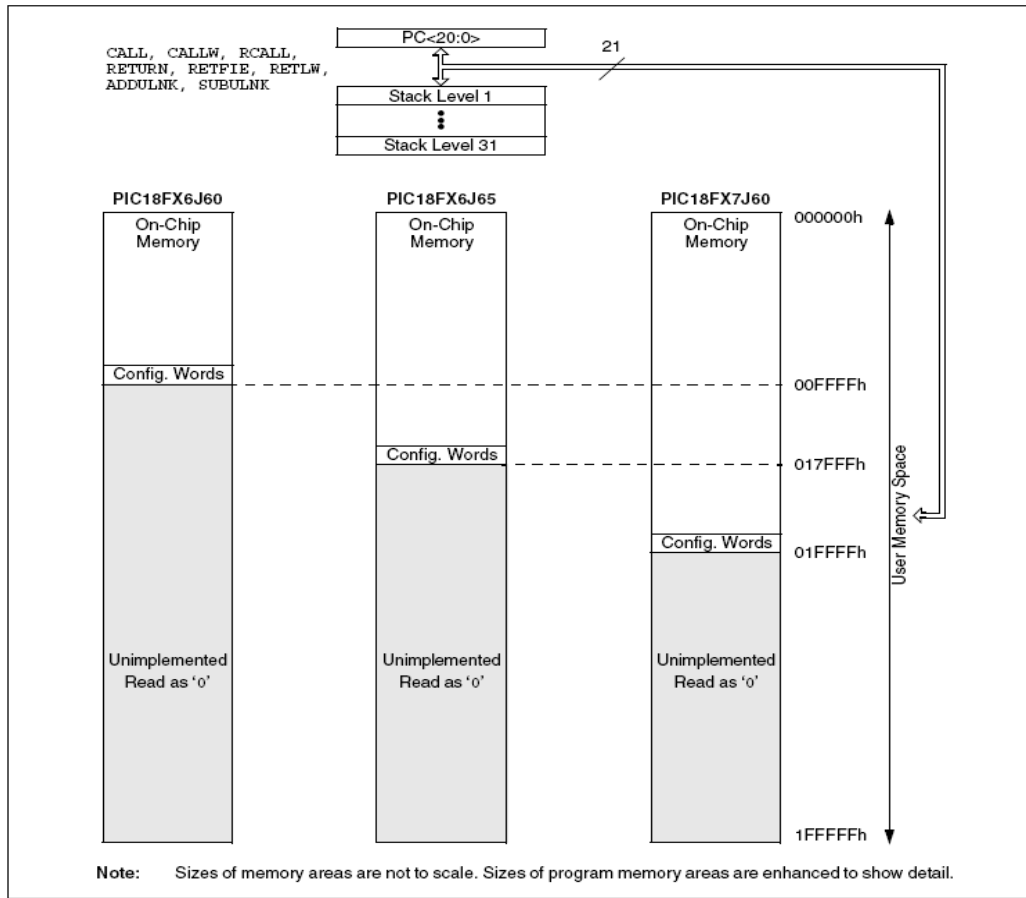 PC<20:0>
21
CALL, CALLW, RCALL,
RETURN, RETFIE, RETLW,
ADDULNK, SUBULNK
Stack Level 1
Stack Level 31
PIC18FX6J60
PIC18FX6J65
PIC18FX7J60
On-Chip
Memory
On-Chip
Memory
On-Chip
Memory
000000h
Config. Words
00FFFFh
Config. Words
017FFFh
Config. Words
01FFFFh
User Memory Space
Unimplemented
Read as ‘0’
Unimplemented
Read as ‘0’
Unimplemented
Read as ‘0’
1FFFFFh
Note: Sizes of memory areas are not to scale. Sizes of program memory areas are enhanced to show detail.